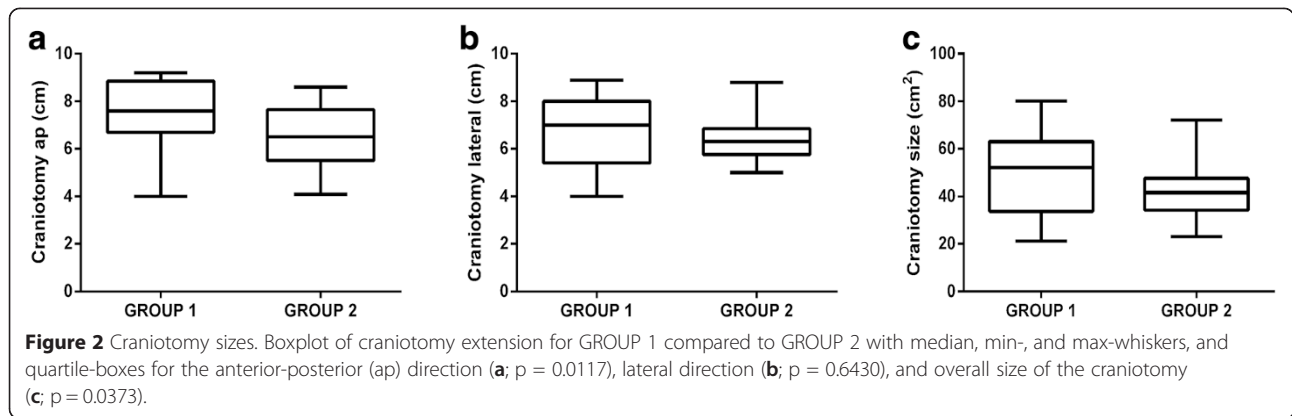 a
Craniotomy ap (cm)
10
8
6
4
2
0
GROUP 1 GROUP 2
b
Craniotomy lateral (cm)
10
8
6
4
2
0
GROUP 1 GROUP 2
c
Craniotomy size (cm²)
100
80
60
40
20
0
GROUP 1 GROUP 2
Figure 2 Craniotomy sizes. Boxplot of craniotomy extension for GROUP 1 compared to GROUP 2 with median, min-, and max-whiskers, and
quartile-boxes for the anterior-posterior (ap) direction (a; p = 0.0117), lateral direction (b; p = 0.6430), and overall size of the craniotomy
(c; p = 0.0373).